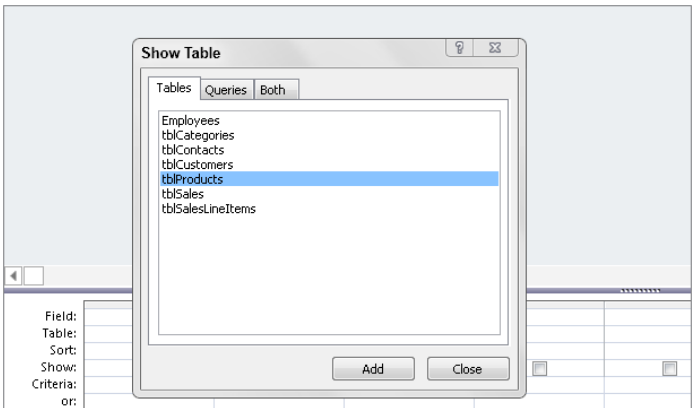 Show Table
Tables Queries Both
Employees
tblCategories
tblContacts
tblCustomers
tblProducts
tblSales
tblSalesLineItems
Add Close
Field:
Table:
Sort:
Show:
Criteria:
or: